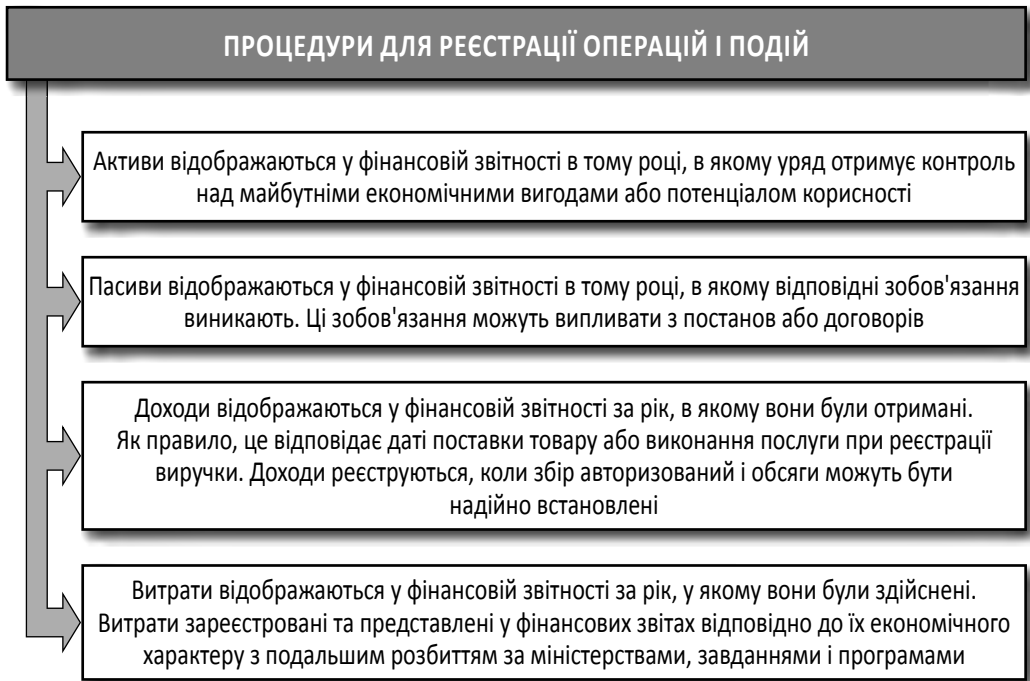 ПРОЦЕДУРИ ДЛЯ РЕЄСТРАЦІЇ ОПЕРАЦІЙ І ПОДІЙ
Активи відображаються у фінансовій звітності в тому році, в якому уряд отримує контроль
над майбутніми економічними вигодами або потенціалом корисності
Пасиви відображаються у фінансовій звітності в тому році, в якому відповідні зобов'язання
виникають. Ці зобов'язання можуть випливати з постанов або договорів
Доходи відображаються у фінансовій звітності за рік, в якому вони були отримані.
Як правило, це відповідає даті поставки товару або виконання послуги при реєстрації
виручки. Доходи реєструються, коли збір авторизований і обсяги можуть бути
надійно встановлені
Витрати відображаються у фінансовій звітності за рік, у якому вони були здійснені.
Витрати зареєстровані та представлені у фінансових звітах відповідно до їх економічного
характеру з подальшим розбиттям за міністерствами, завданнями і програмами